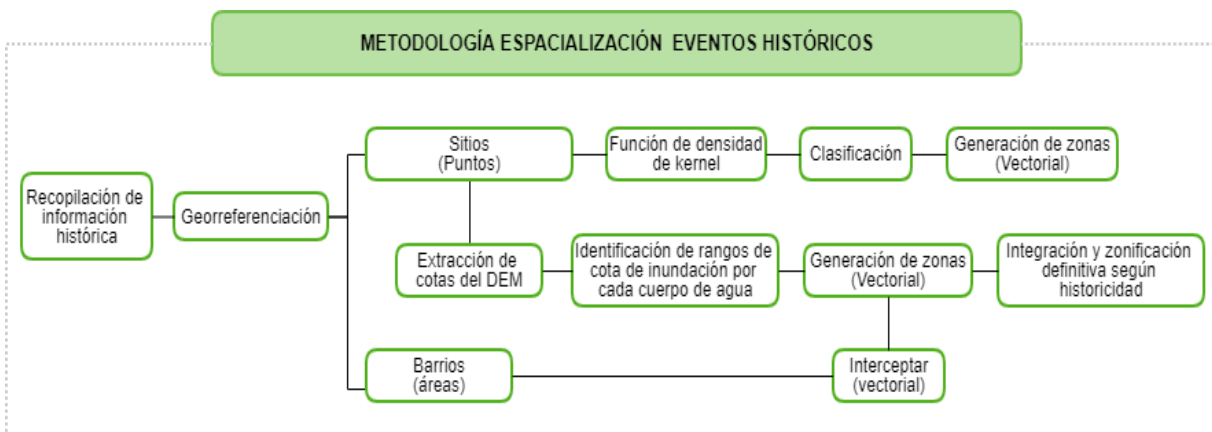 METODOLOGÍA ESPACIALIZACIÓN EVENTOS HISTÓRICOS
Recopilación de
información
histórica
Georreferenciación
Sitios
(Puntos)
Función de densidad
de kernel
Clasificación
Generación de zonas
(Vectorial)
Extracción de
cotas del DEM
Identificación de rangos de
cota de inundación por
cada cuerpo de agua
Generación de zonas
(Vectorial)
Integración y zonificación
definitiva según
historicidad
Barrios
(áreas)
Interceptar
(vectorial)